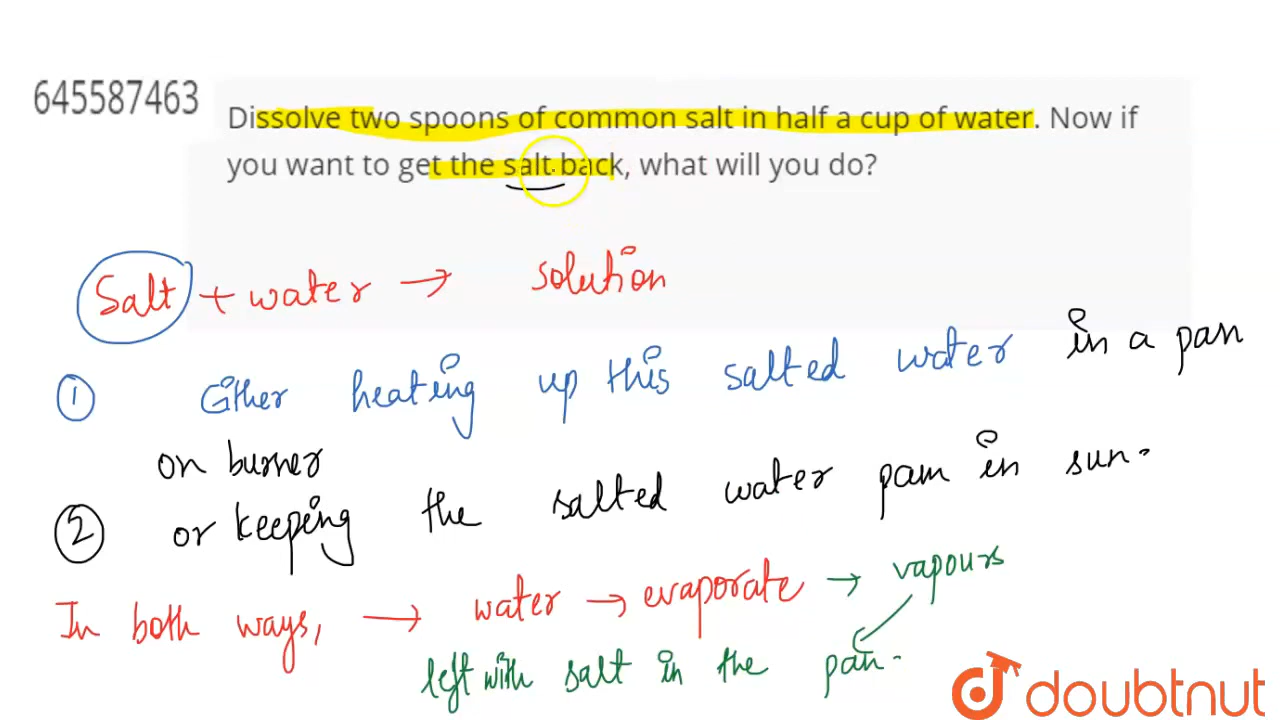 645587463
Dissolve two spoons of common salt in half a cup of water. Now if
you want to get the salt back, what will you do?
Salt + water → solution
1 Either heating up this salted water in a pan
on burner
2 or keeping the salted water pan in sun.
In both ways, → water → evaporate → vapours
left with salt in the pan.
doubtnut